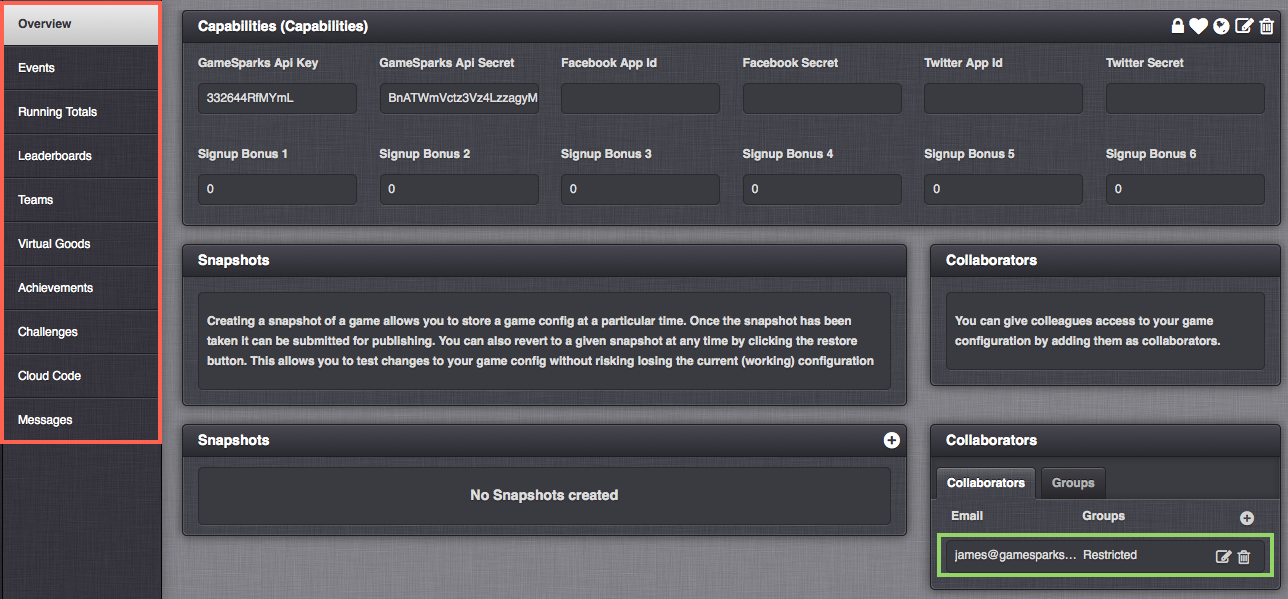 Overview
Events
Running Totals
Leaderboards
Teams
Virtual Goods
Achievements
Challenges
Cloud Code
Messages
Capabilities (Capabilities)
GameSparks Api Key GameSparks Api Secret Facebook App Id Facebook Secret Twitter App Id Twitter Secret
332644RfMYmL BnATWmVctz3Vz4LzzagyM
Signup Bonus 1 Signup Bonus 2 Signup Bonus 3 Signup Bonus 4 Signup Bonus 5 Signup Bonus 6
0 0 0 0 0 0
Snapshots
Creating a snapshot of a game allows you to store a game config at a particular time. Once the snapshot has been
taken it can be submitted for publishing. You can also revert to a given snapshot at any time by clicking the restore
button. This allows you to test changes to your game config without risking losing the current (working) configuration
Collaborators
You can give colleagues access to your game
configuration by adding them as collaborators.
Snapshots
No Snapshots created
Collaborators
Collaborators Groups
Email Groups
james@gamesparks... Restricted